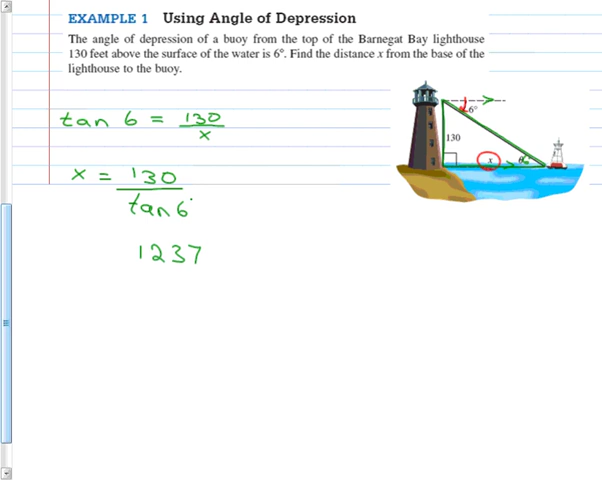 EXAMPLE 1 Using Angle of Depression
The angle of depression of a buoy from the top of the Barnegat Bay lighthouse
130 feet above the surface of the water is 6°. Find the distance x from the base of the
lighthouse to the buoy.
tan 6 = 130
x
x = 130
tan 6°
1237
6°
130
x
6°